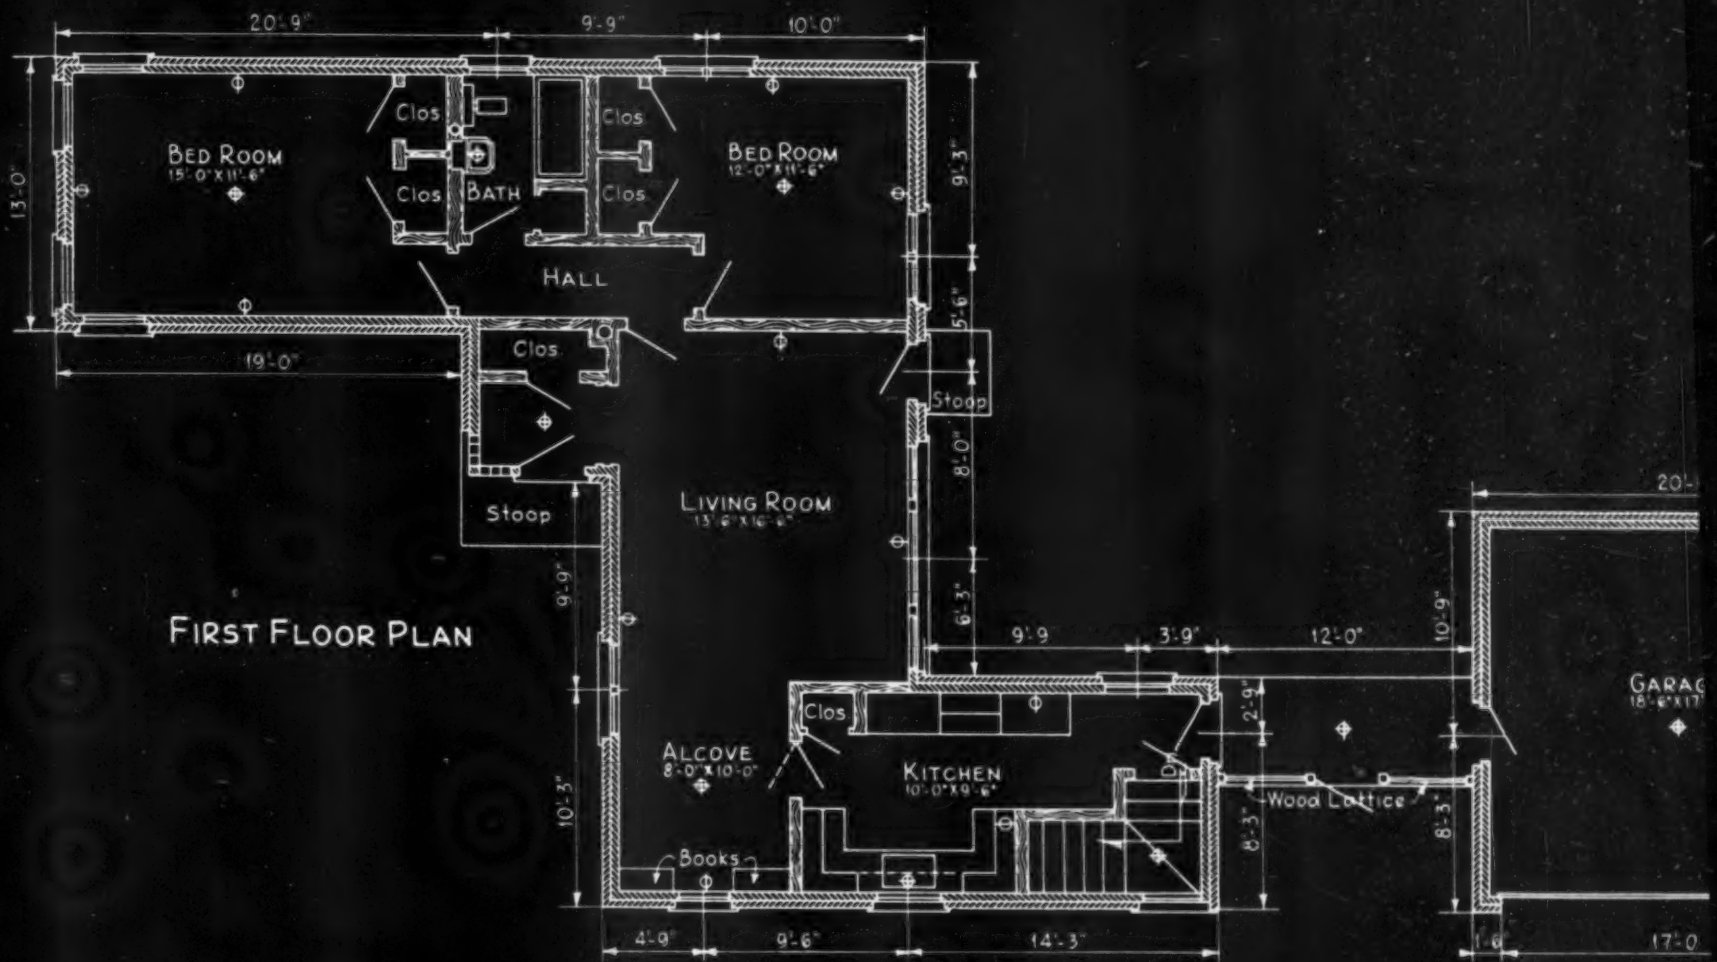 20'-9"
9'-9"
10'-0"
Clos
Clos
BED ROOM
15'-0" X 11'-6"
BED ROOM
12'-0" X 11'-6"
13'-0"
9'-3"
Clos
BATH
Clos
HALL
5'-6"
19'-0"
Clos
Stoop
8'-0"
LIVING ROOM
13'-6" X 16'-6"
Stoop
20'-
9'-9"
FIRST FLOOR PLAN
6'-3"
9'-9
3'-9"
12'-0"
10'-9"
GARAG
18'-6" X 17'
2'-9"
Clos
ALCOVE
8'-0" X 10'-0"
KITCHEN
10'-0" X 9'-6"
Wood Lattice
10'-3"
8'-3"
8'-3"
Books
4'-9"
9'-6"
14'-3"
1'-6"
17'-0